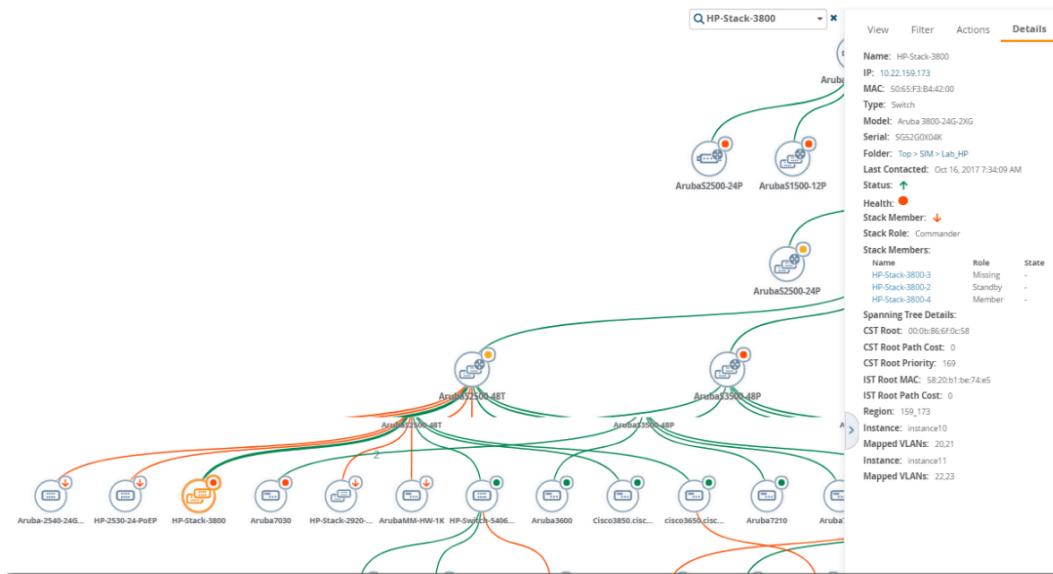 HP-Stack-3800
View Filter Actions Details
Name: HP-Stack-3800
IP: 10.22.159.173
MAC: 50:65:F3:B4:42:00
Type: Switch
Model: Aruba 3800-24G-2XG
Serial: SG52G0X04K
Folder: Top > SIM > Lab_HP
Last Contacted: Oct 16, 2017 7:34:09 AM
Status:
Health:
Stack Member:
Stack Role: Commander
Stack Members:
Name Role State
HP-Stack-3800-3 Missing -
HP-Stack-3800-2 Standby -
HP-Stack-3800-4 Member -
Spanning Tree Details:
CST Root: 00:0b:86:6f:0c:58
CST Root Path Cost: 0
CST Root Priority: 169
IST Root MAC: 58:20:b1:be:74:e5
IST Root Path Cost: 0
Region: 159_173
Instance: instance10
Mapped VLANs: 20,21
Instance: instance11
Mapped VLANs: 22,23
Aruba
ArubaS2500-24P ArubaS1500-12P
ArubaS2500-24P
ArubaS2500-48T ArubaS3500-48P
ArubaS2500-48T ArubaS3500-48P A
2
Aruba-2540-24G... HP-2530-24-PoEP HP-Stack-3800 Aruba7030 HP-Stack-2920-... ArubaMM-HW-1K HP-Switch-5406... Aruba3600 Cisco3850.cisc... cisco3650.cisc... Aruba7210 Aruba